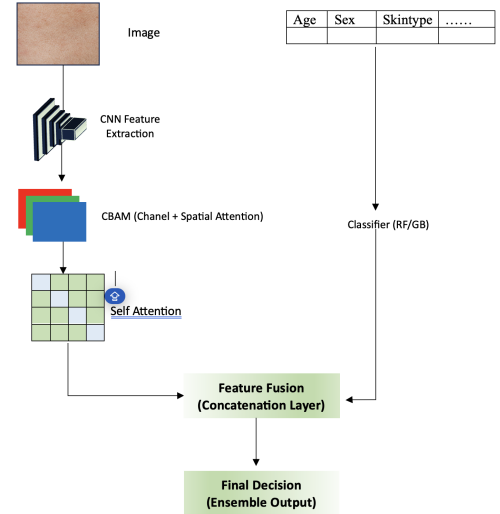 Image
Age Sex Skintype ......
CNN Feature
Extraction
CBAM (Chanel + Spatial Attention)
Classifier (RF/GB)
Self Attention
Feature Fusion
(Concatenation Layer)
Final Decision
(Ensemble Output)